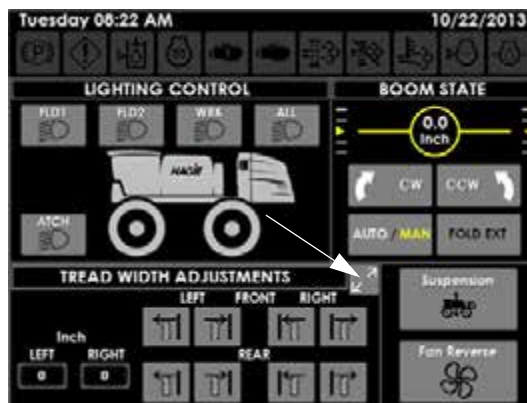 Tuesday 08:22 AM 10/22/2013
LIGHTING CONTROL
BOOM STATE
FLD1 FLD2 WRK ALL
0.0
Inch
HAGIE
CW CCW
ATCH
AUTO / MAN FOLD EXT
TREAD WIDTH ADJUSTMENTS
LEFT FRONT RIGHT
Inch
LEFT RIGHT
REAR
0 0
Suspension
Fan Reverse